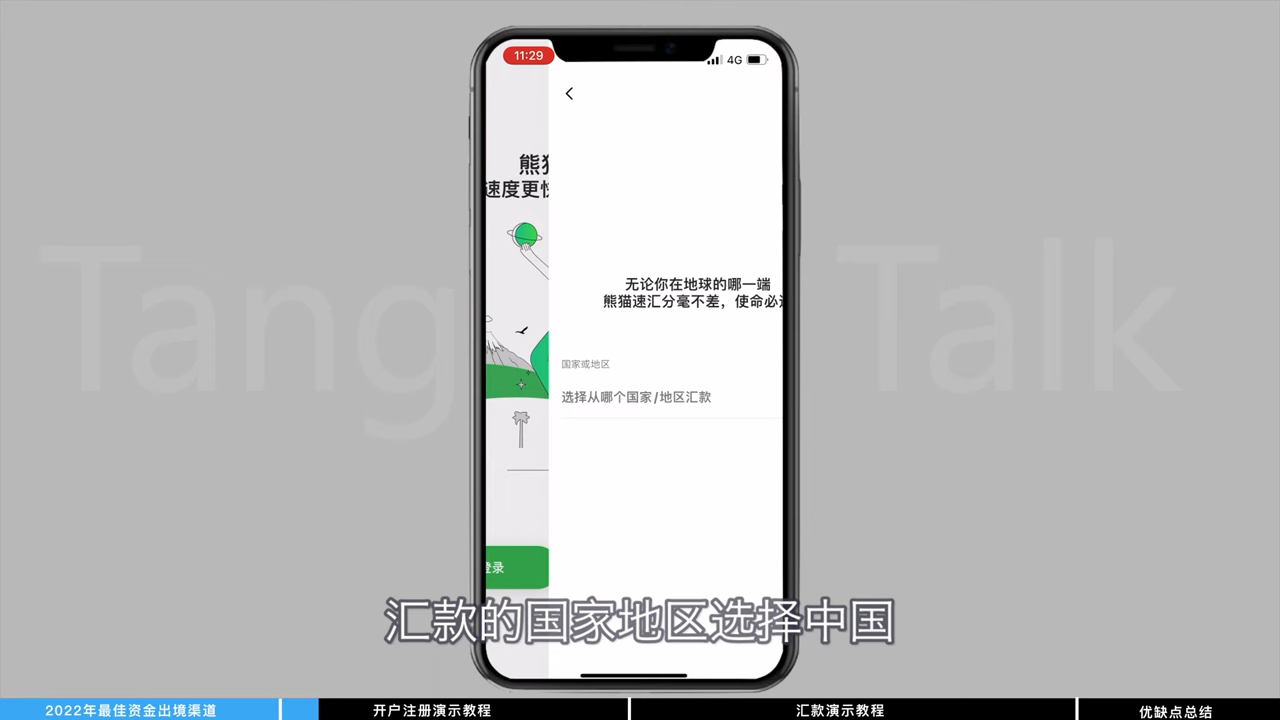 11:29
4G
熊猫
速度更快
无论你在地球的哪一端
熊猫速汇分毫不差，使命必达
国家或地区
选择从哪个国家/地区汇款
登录
汇款的国家地区选择中国
Tang Talk
2022年最佳资金出境渠道
开户注册演示教程
汇款演示教程
优缺点总结